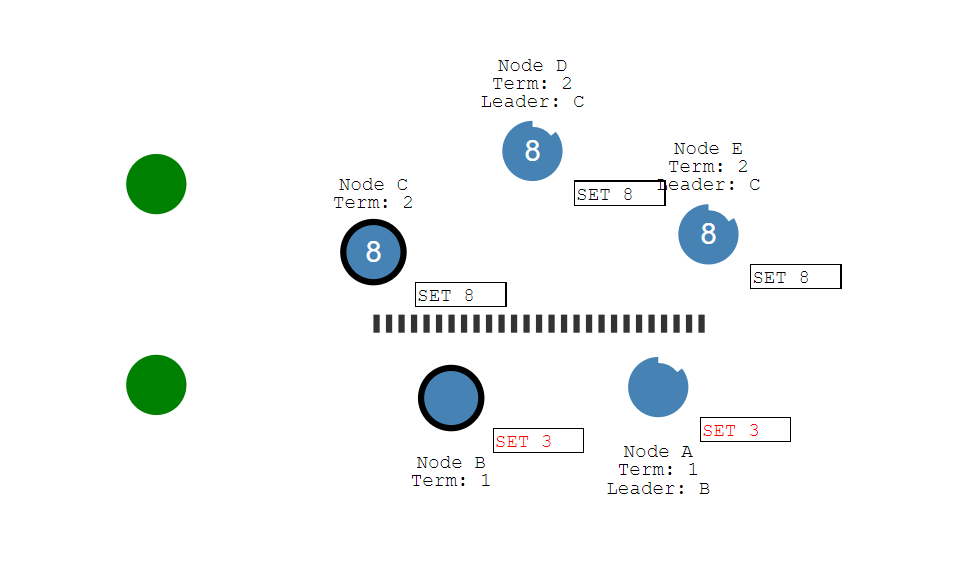 Node D
Term: 2
Leader: C
8
SET 8
Node E
Term: 2
Leader: C
8
SET 8
Node C
Term: 2
8
SET 8
SET 3
Node B
Term: 1
SET 3
Node A
Term: 1
Leader: B